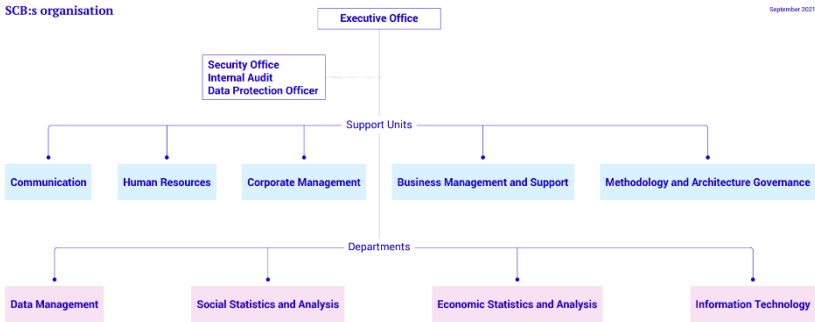 SCB:s organisation
September 2021
Executive Office
Security Office
Internal Audit
Data Protection Officer
Support Units
Communication
Human Resources
Corporate Management
Business Management and Support
Methodology and Architecture Governance
Departments
Data Management
Social Statistics and Analysis
Economic Statistics and Analysis
Information Technology